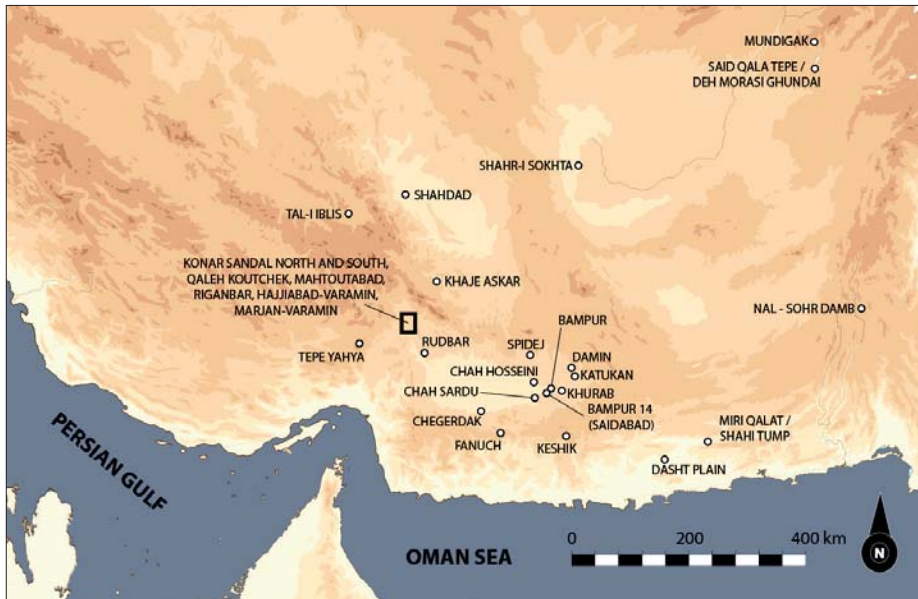 MUNDIGAK
SAID QALA TEPE /
DEH MORASI GHUNDAI
SHAHR-I SOKHTA
SHAHDAD
TAL-I IBLIS
KONAR SANDAL NORTH AND SOUTH,
QALEH KOUTCHEK, MAHTOUTABAD,
RIGANBAR, HAJJIABAD-VARAMIN,
MARJAN-VARAMIN
KHAJE ASKAR
NAL - SOHR DAMB
BAMPUR
RUDBAR
SPIDEJ
TEPE YAHYA
DAMIN
CHAH HOSSEINI
KATUKAN
CHAH SARDU
KHURAB
CHEGERDAK
BAMPUR 14
(SAIDABAD)
MIRI QALAT /
SHAHI TUMP
FANUCH
KESHIK
DASHT PLAIN
PERSIAN GULF
OMAN SEA
0 200 400 km
N